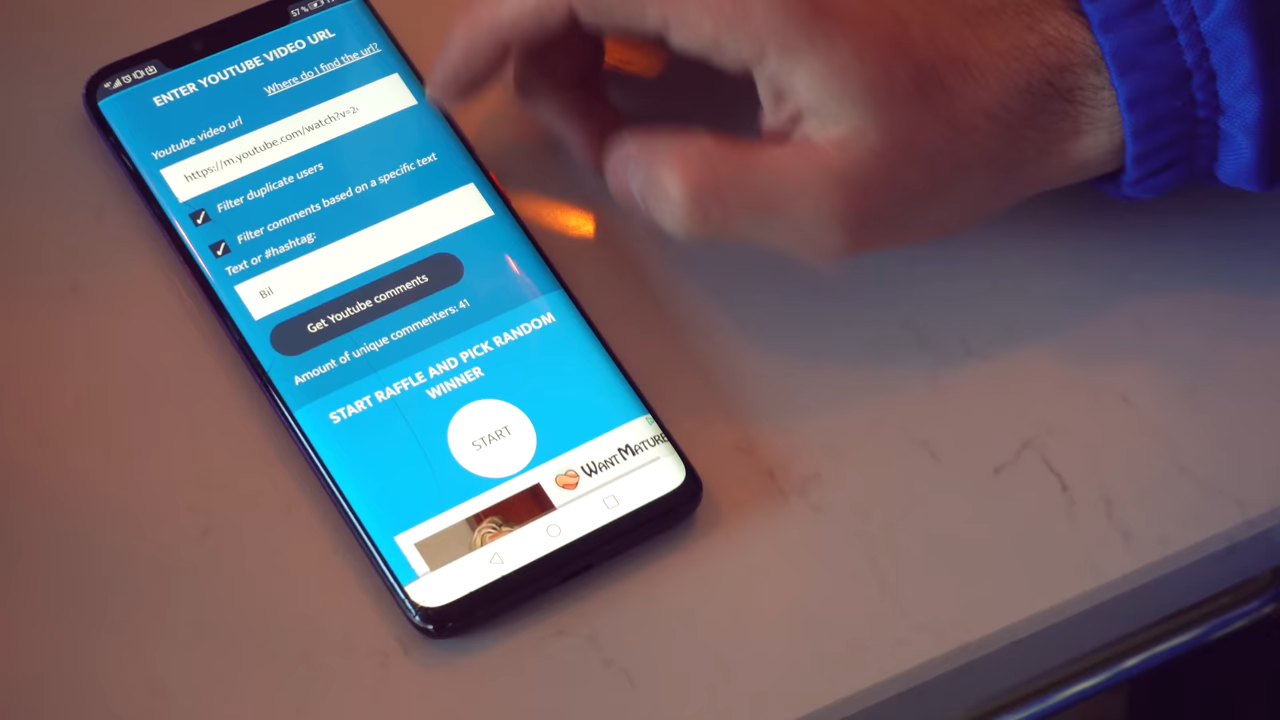 57 %
ENTER YOUTUBE VIDEO URL
Where do I find the url?
Youtube video url
https://m.youtube.com/watch?v=2
Filter duplicate users
Filter comments based on a specific text
Text or #hashtag:
Bil
Get Youtube comments
Amount of unique commenters: 41
START RAFFLE AND PICK RANDOM
WINNER
START
WANTMATURE